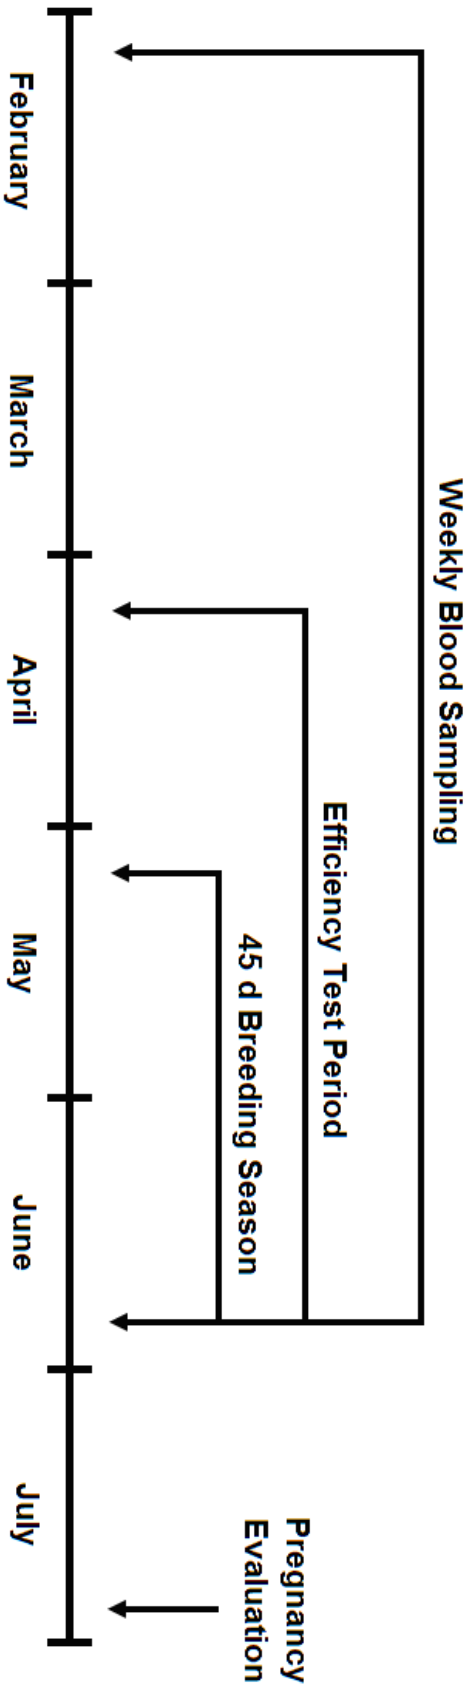 Weekly Blood Sampling
Efficiency Test Period
45 d Breeding Season
Pregnancy
Evaluation
February
March
April
May
June
July